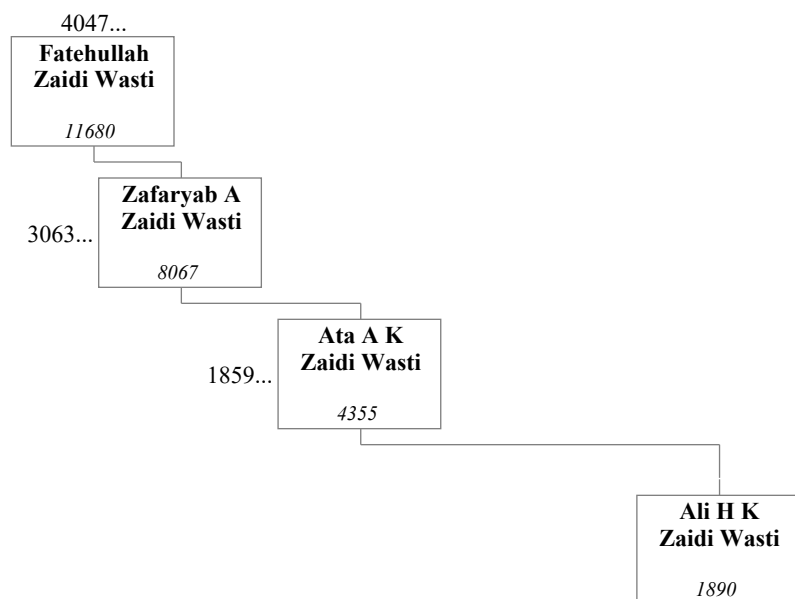 4047...
Fatehullah
Zaidi Wasti
11680
Zafaryab A
Zaidi Wasti
3063...
8067
Ata A K
Zaidi Wasti
1859...
4355
Ali H K
Zaidi Wasti
1890